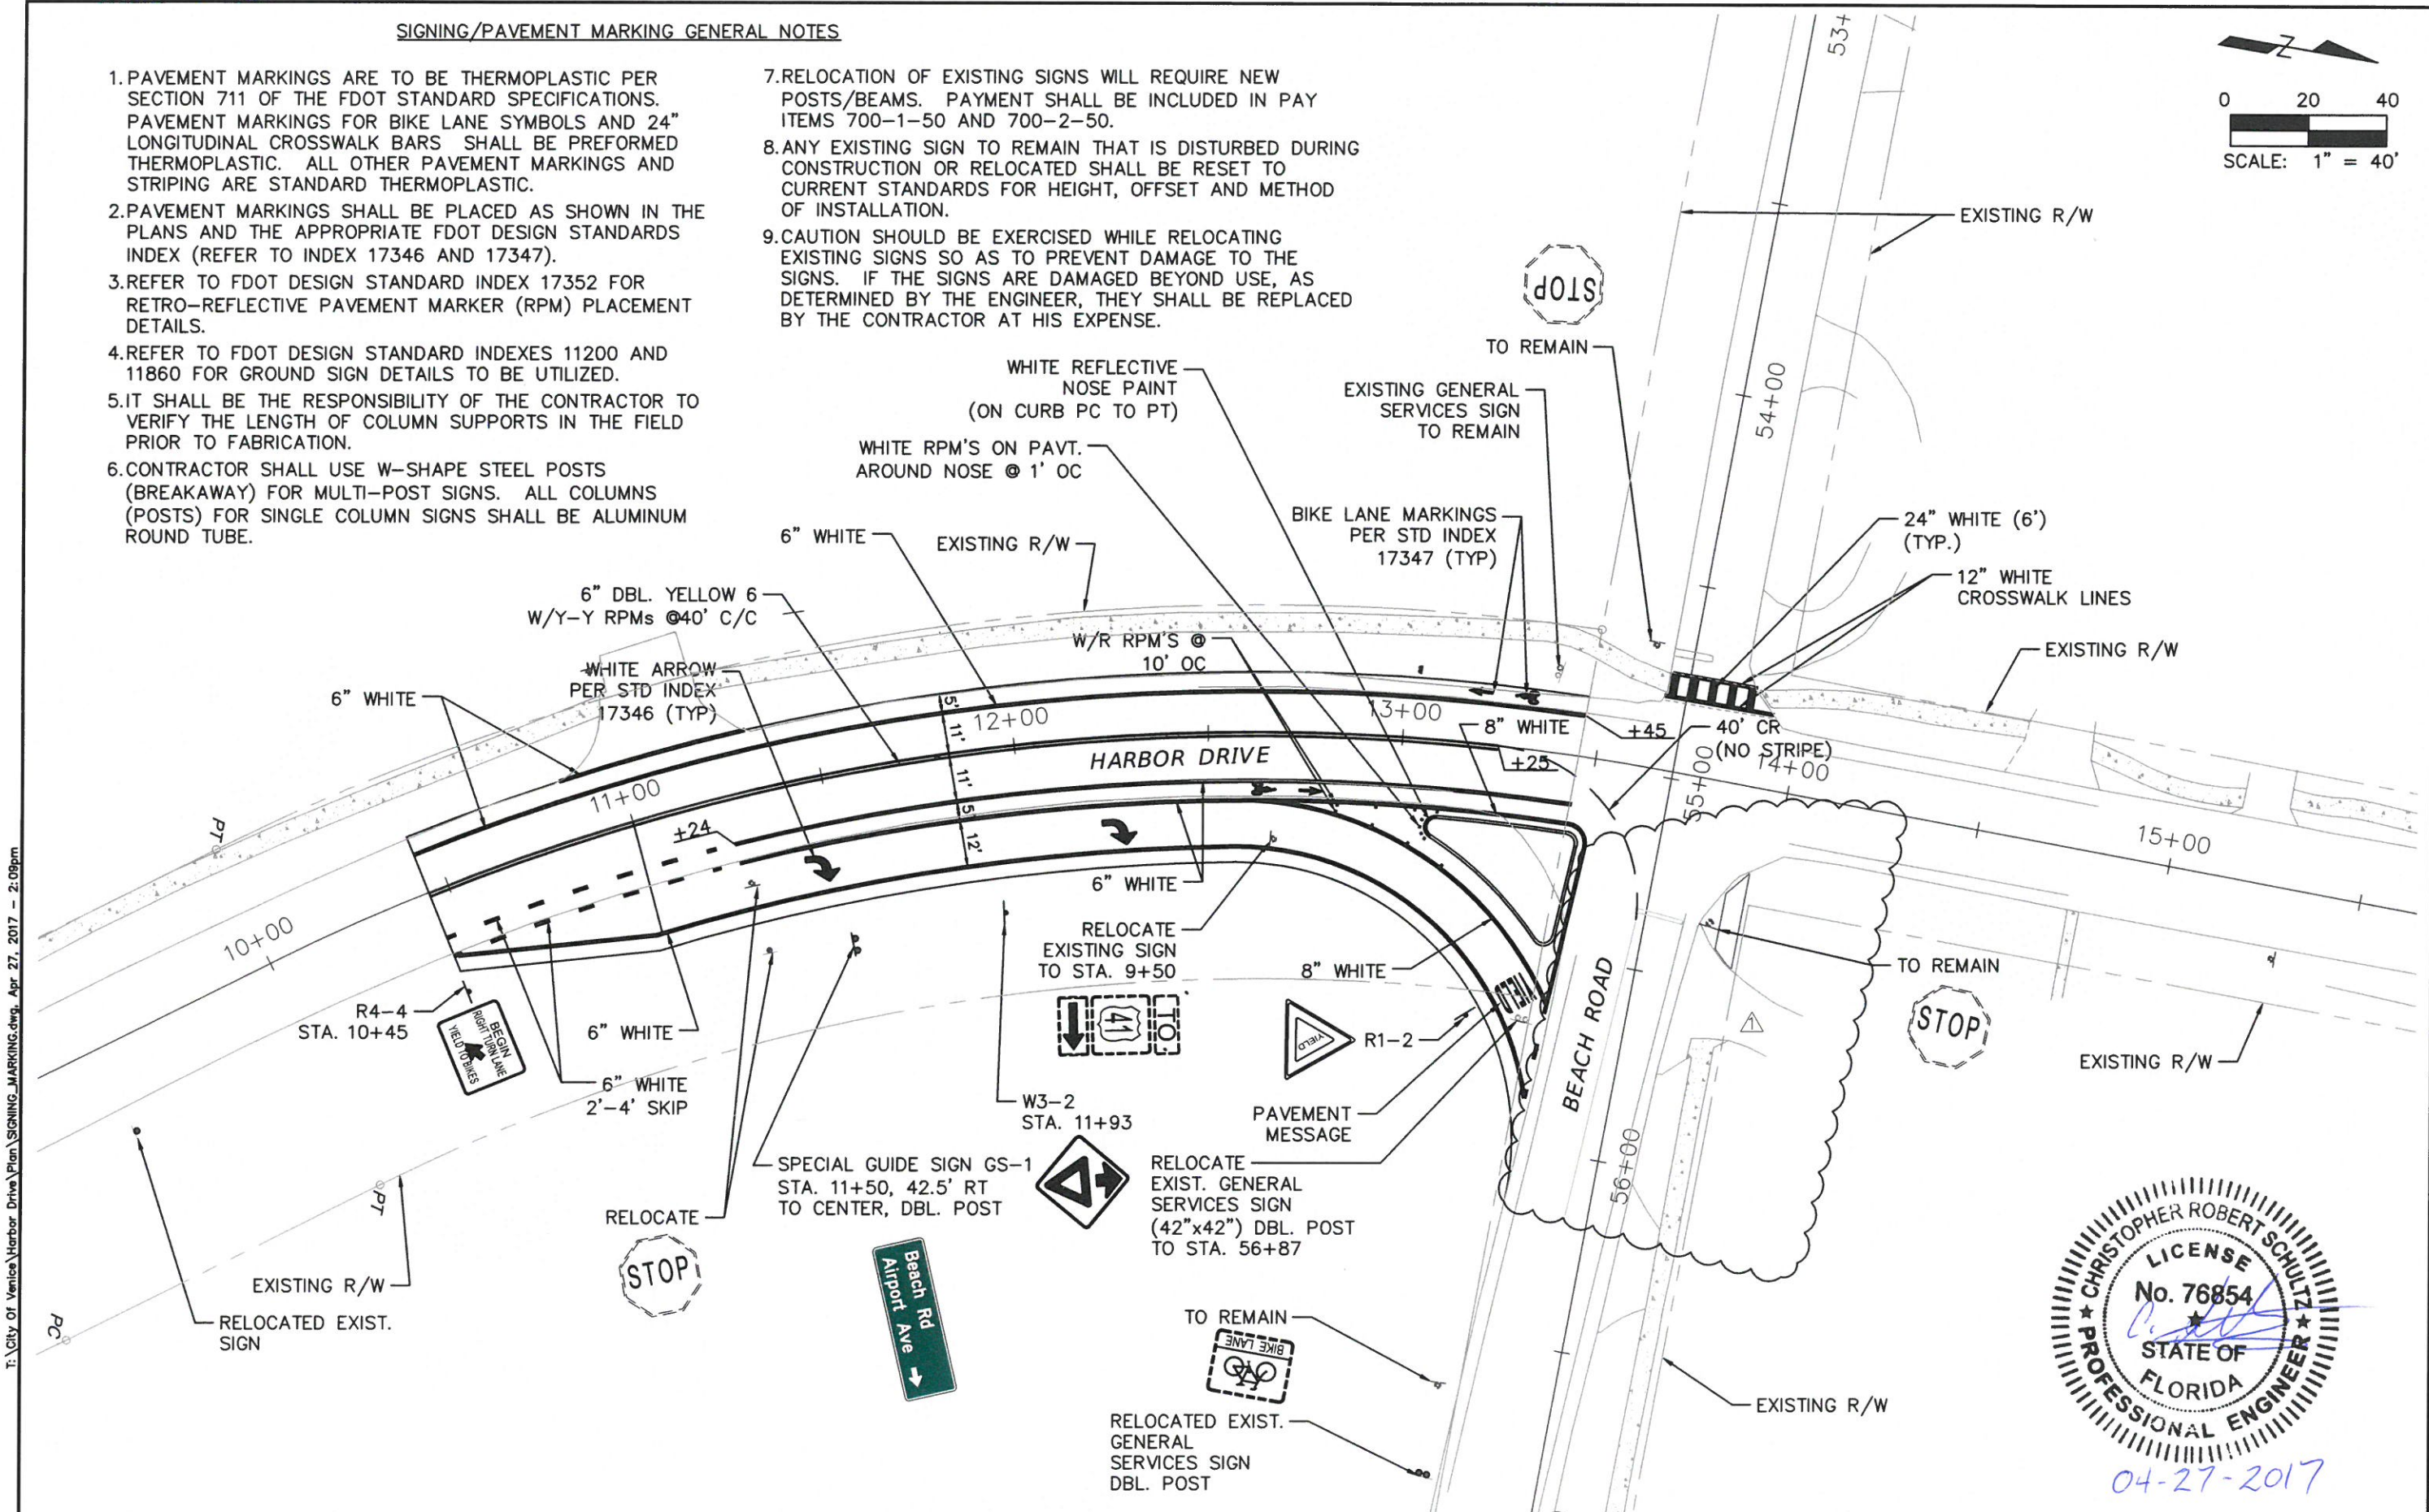 SIGNING/PAVEMENT MARKING GENERAL NOTES
1. PAVEMENT MARKINGS ARE TO BE THERMOPLASTIC PER
SECTION 711 OF THE FDOT STANDARD SPECIFICATIONS.
PAVEMENT MARKINGS FOR BIKE LANE SYMBOLS AND 24"
LONGITUDINAL CROSSWALK BARS SHALL BE PREFORMED
THERMOPLASTIC. ALL OTHER PAVEMENT MARKINGS AND
STRIPING ARE STANDARD THERMOPLASTIC.
2.PAVEMENT MARKINGS SHALL BE PLACED AS SHOWN IN THE
PLANS AND THE APPROPRIATE FDOT DESIGN STANDARDS
INDEX (REFER TO INDEX 17346 AND 17347).
3.REFER TO FDOT DESIGN STANDARD INDEX 17352 FOR
RETRO-REFLECTIVE PAVEMENT MARKER (RPM) PLACEMENT
DETAILS.
4.REFER TO FDOT DESIGN STANDARD INDEXES 11200 AND
11860 FOR GROUND SIGN DETAILS TO BE UTILIZED.
5.IT SHALL BE THE RESPONSIBILITY OF THE CONTRACTOR TO
VERIFY THE LENGTH OF COLUMN SUPPORTS IN THE FIELD
PRIOR TO FABRICATION.
6.CONTRACTOR SHALL USE W-SHAPE STEEL POSTS
(BREAKAWAY) FOR MULTI-POST SIGNS. ALL COLUMNS
(POSTS) FOR SINGLE COLUMN SIGNS SHALL BE ALUMINUM
ROUND TUBE.
7.RELOCATION OF EXISTING SIGNS WILL REQUIRE NEW
POSTS/BEAMS. PAYMENT SHALL BE INCLUDED IN PAY
ITEMS 700-1-50 AND 700-2-50.
8.ANY EXISTING SIGN TO REMAIN THAT IS DISTURBED DURING
CONSTRUCTION OR RELOCATED SHALL BE RESET TO
CURRENT STANDARDS FOR HEIGHT, OFFSET AND METHOD
OF INSTALLATION.
9.CAUTION SHOULD BE EXERCISED WHILE RELOCATING
EXISTING SIGNS SO AS TO PREVENT DAMAGE TO THE
SIGNS. IF THE SIGNS ARE DAMAGED BEYOND USE, AS
DETERMINED BY THE ENGINEER, THEY SHALL BE REPLACED
BY THE CONTRACTOR AT HIS EXPENSE.
53+
Z
0 20 40
SCALE: 1" = 40'
EXISTING R/W
STOP
TO REMAIN
54+00
WHITE REFLECTIVE
NOSE PAINT
(ON CURB PC TO PT)
EXISTING GENERAL
SERVICES SIGN
TO REMAIN
WHITE RPM'S ON PAVT.
AROUND NOSE @ 1' OC
BIKE LANE MARKINGS
PER STD INDEX
17347 (TYP)
24" WHITE (6')
(TYP.)
12" WHITE
CROSSWALK LINES
EXISTING R/W
6" WHITE
EXISTING R/W
6" DBL. YELLOW 6
W/Y-Y RPMs @40' C/C
W/R RPM'S @
10' OC
WHITE ARROW
PER STD INDEX
17346 (TYP)
6" WHITE
5'
11'
11'
5'
12'
12+00
13+00
8" WHITE
+45
+25
40' CR
(NO STRIPE)
14+00
55+00
HARBOR DRIVE
11+00
+24
15+00
PT
10+00
6" WHITE
RELOCATE
EXISTING SIGN
TO STA. 9+50
8" WHITE
TO REMAIN
STOP
1
EXISTING R/W
BEACH ROAD
R4-4
STA. 10+45
BEGIN
RIGHT TURN LANE
YIELD TO BIKES
6" WHITE
6" WHITE
2'-4' SKIP
TO
41
YIELD
R1-2
W3-2
STA. 11+93
PAVEMENT
MESSAGE
SPECIAL GUIDE SIGN GS-1
STA. 11+50, 42.5' RT
TO CENTER, DBL. POST
RELOCATE
EXIST. GENERAL
SERVICES SIGN
(42"x42") DBL. POST
TO STA. 56+87
56+00
PT
RELOCATE
STOP
Beach Rd
Airport Ave
EXISTING R/W
RELOCATED EXIST.
SIGN
PC
TO REMAIN
BIKE LANE
RELOCATED EXIST.
GENERAL
SERVICES SIGN
DBL. POST
EXISTING R/W
CHRISTOPHER ROBERT SCHULTZ
LICENSE
No. 76854
STATE OF
FLORIDA
PROFESSIONAL ENGINEER
04-27-2017
T:\City Of Venice\Harbor Drive\Plan\SIGNING_MARKING.dwg, Apr 27, 2017 - 2:09pm